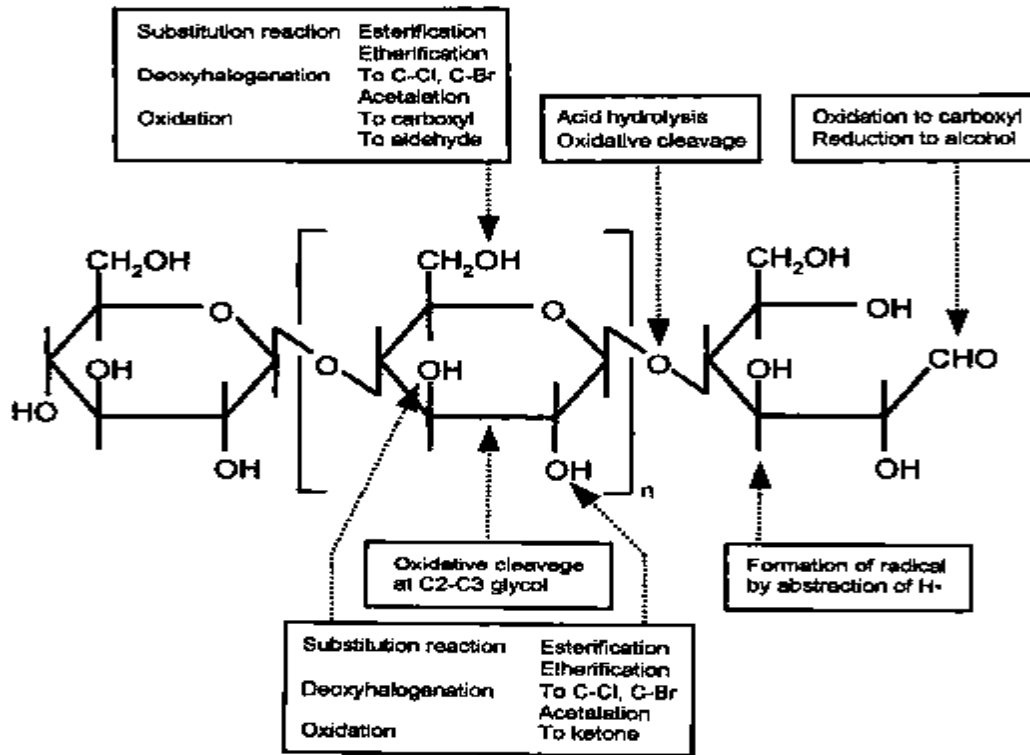 Substitution reaction Esterification
Etherification
Deoxyhalogenation To C-Cl, C-Br
Acetalation
Oxidation To carboxyl
To aldehyde
Acid hydrolysis
Oxidative cleavage
Oxidation to carboxyl
Reduction to alcohol
CH₂OH CH₂OH CH₂OH
O O OH
O O CHO
OH OH OH
HO
OH OH OH
n
Oxidative cleavage
at C2-C3 glycol
Formation of radical
by abstraction of H•
Substitution reaction Esterification
Etherification
Deoxyhalogenation To C-Cl, C-Br
Acetalation
Oxidation To ketone